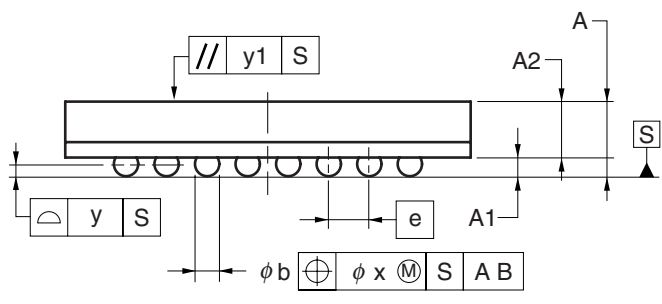 A
// y1 S
A2
S
⌓ y S
e
A1
ϕb ⌖ ϕ x Ⓜ S A B